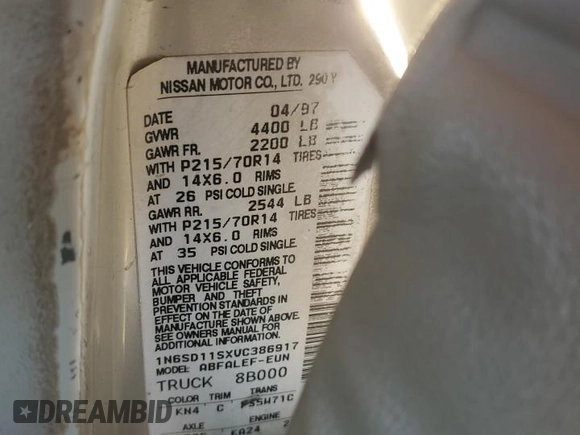 MANUFACTURED BY
NISSAN MOTOR CO., LTD. 290Y
DATE 04/97
GVWR 4400 LB
GAWR FR. 2200 LB
WITH P215/70R14 TIRES
AND 14X6.0 RIMS
AT 26 PSI COLD SINGLE.
GAWR RR. 2544 LB
WITH P215/70R14 TIRES
AND 14X6.0 RIMS
AT 35 PSI COLD SINGLE.
THIS VEHICLE CONFORMS TO
ALL APPLICABLE FEDERAL
MOTOR VEHICLE SAFETY,
BUMPER AND THEFT
PREVENTION STANDARDS IN
EFFECT ON THE DATE OF
MANUFACTURE SHOWN ABOVE.
SEE OWNERS MANUAL FOR
ADDITIONAL INFORMATION.
1N6SD11SXVC386917
MODEL: ABFALEF-EUN
TRUCK 8B000
COLOR TRIM TRANS
KN4 C FS5W71C
AXLE ENGINE
KA24 2
DREAMBID